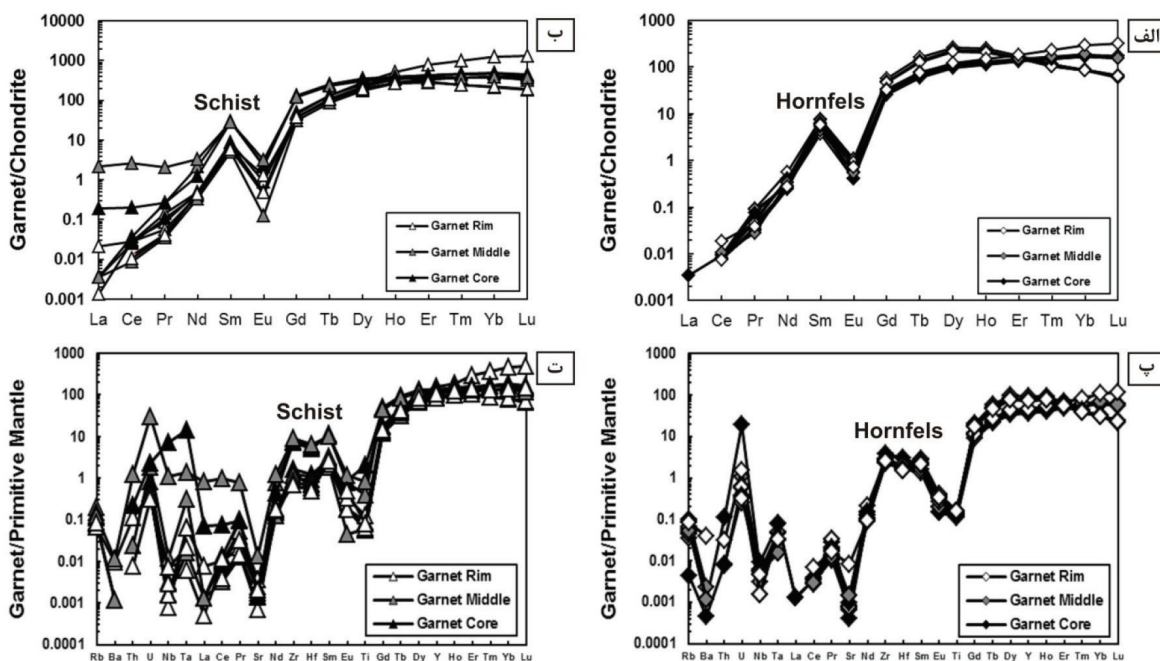 ب
Garnet/Chondrite
10000
1000
100
10
1
0.1
0.01
0.001
Schist
Garnet Rim
Garnet Middle
Garnet Core
La Ce Pr Nd Sm Eu Gd Tb Dy Ho Er Tm Yb Lu
الف
Garnet/Chondrite
1000
100
10
1
0.1
0.01
0.001
Hornfels
Garnet Rim
Garnet Middle
Garnet Core
La Ce Pr Nd Sm Eu Gd Tb Dy Ho Er Tm Yb Lu
ت
Garnet/Primitive Mantle
1000
100
10
1
0.1
0.01
0.001
0.0001
Schist
Garnet Rim
Garnet Middle
Garnet Core
Rb Ba Th U Nb Ta La Ce Pr Sr Nd Zr Hf Sm Eu Ti Gd Tb Dy Y Ho Er Tm Yb Lu
پ
Garnet/Primitive Mantle
1000
100
10
1
0.1
0.01
0.001
0.0001
Hornfels
Garnet Rim
Garnet Middle
Garnet Core
Rb Ba Th U Nb Ta La Ce Pr Sr Nd Zr Hf Sm Eu Ti Gd Tb Dy Y Ho Er Tm Yb Lu